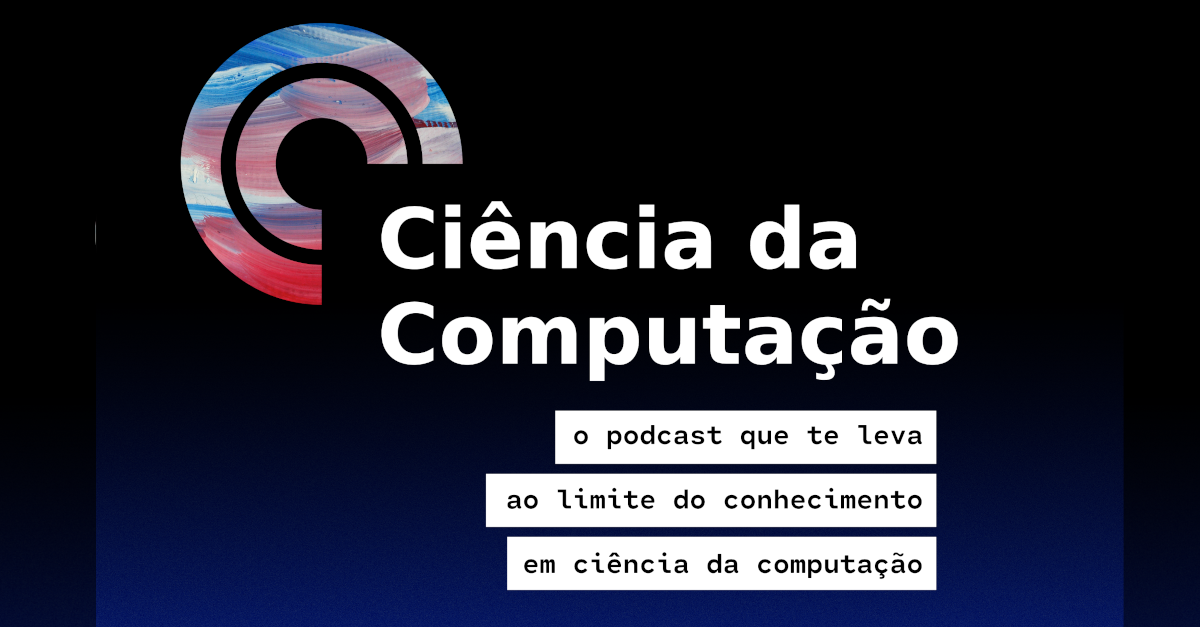 Ciência da
Computação
o podcast que te leva
ao limite do conhecimento
em ciência da computação